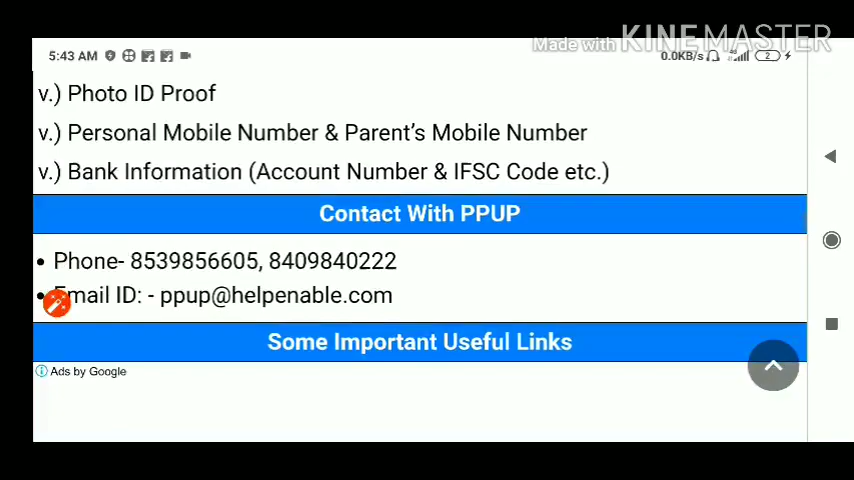 Made with KINEMASTER
5:43 AM 0.0KB/s 4G 2
v.) Photo ID Proof
v.) Personal Mobile Number & Parent's Mobile Number
v.) Bank Information (Account Number & IFSC Code etc.)
Contact With PPUP
• Phone- 8539856605, 8409840222
• Email ID: - ppup@helpenable.com
Some Important Useful Links
Ads by Google